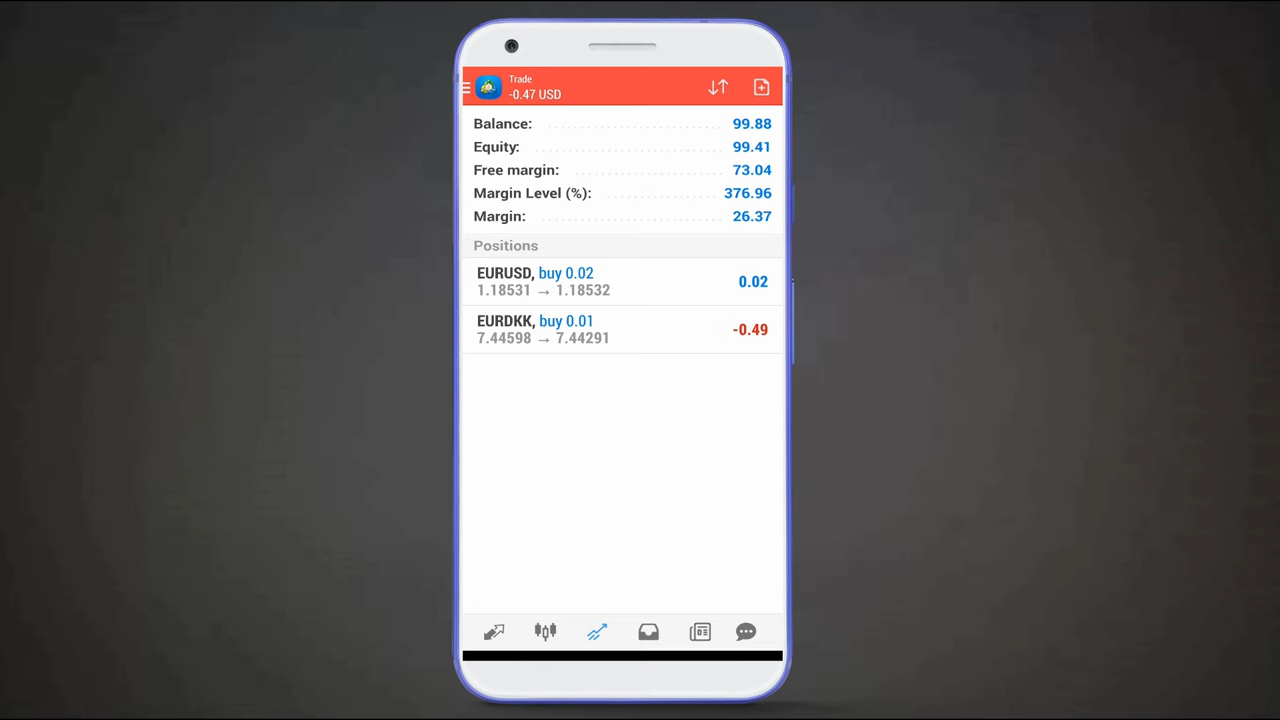 Trade
-0.47 USD
Balance: 99.88
Equity: 99.41
Free margin: 73.04
Margin Level (%): 376.96
Margin: 26.37
Positions
EURUSD, buy 0.02 0.02
1.18531 → 1.18532
EURDKK, buy 0.01 -0.49
7.44598 → 7.44291